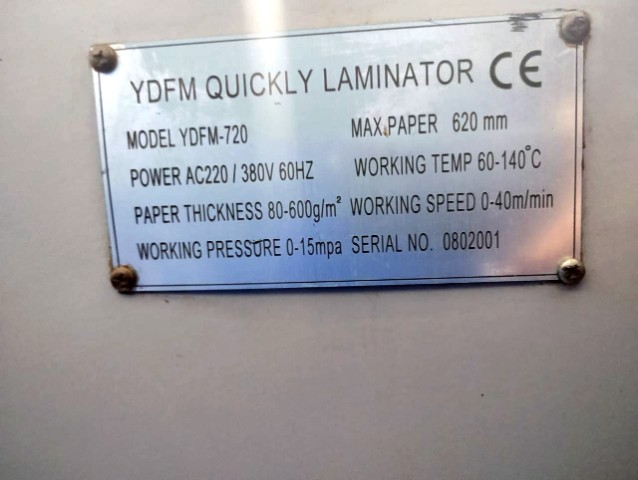 YDFM QUICKLY LAMINATOR CE
MODEL YDFM-720 MAX.PAPER 620 mm
POWER AC220 / 380V 60HZ WORKING TEMP 60-140°C
PAPER THICKNESS 80-600g/m² WORKING SPEED 0-40m/min
WORKING PRESSURE 0-15mpa SERIAL NO. 0802001